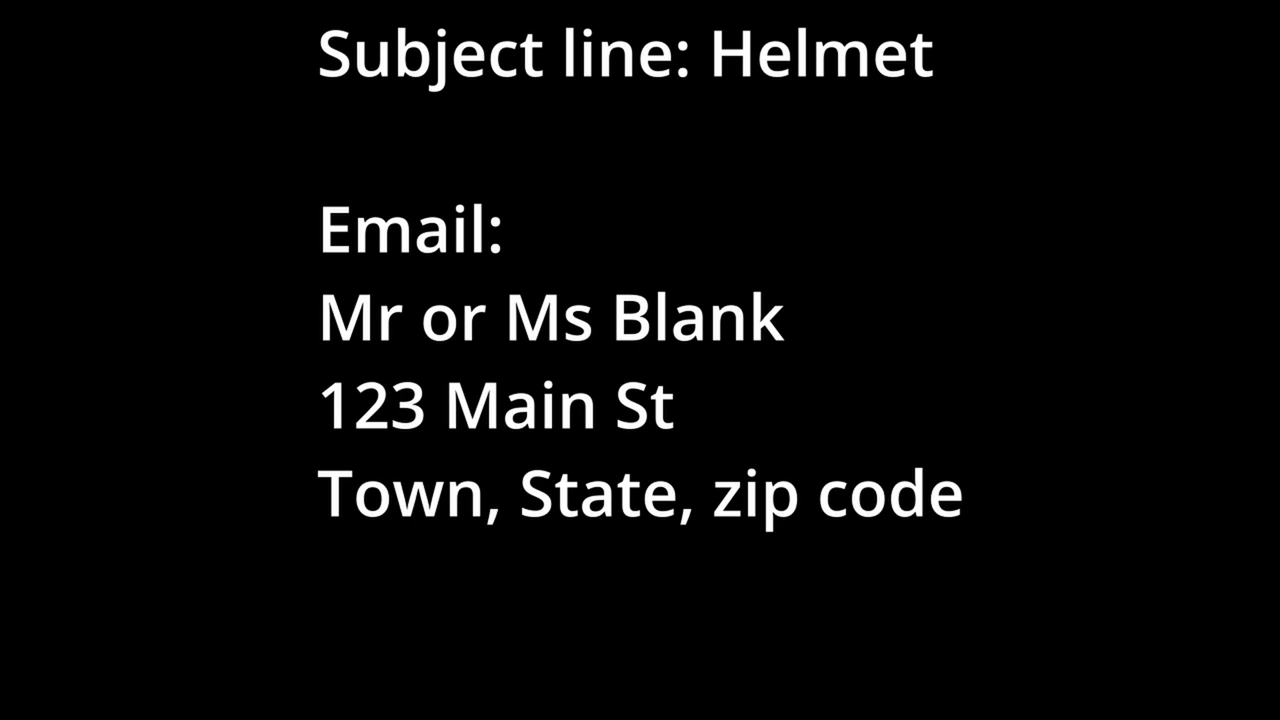 Subject line: Helmet
Email:
Mr or Ms Blank
123 Main St
Town, State, zip code